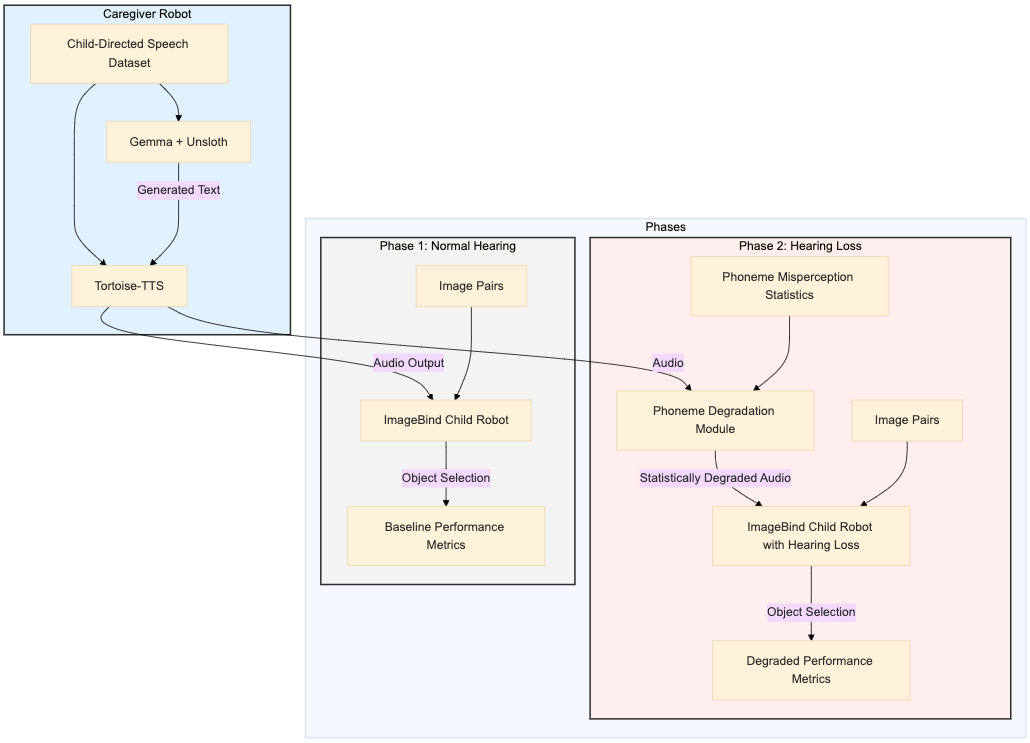 Caregiver Robot
Child-Directed Speech
Dataset
Gemma + Unsloth
Generated Text
Tortoise-TTS
Phases
Phase 1: Normal Hearing
Image Pairs
Audio Output
ImageBind Child Robot
Object Selection
Baseline Performance
Metrics
Phase 2: Hearing Loss
Phoneme Misperception
Statistics
Audio
Phoneme Degradation
Module
Image Pairs
Statistically Degraded Audio
ImageBind Child Robot
with Hearing Loss
Object Selection
Degraded Performance
Metrics